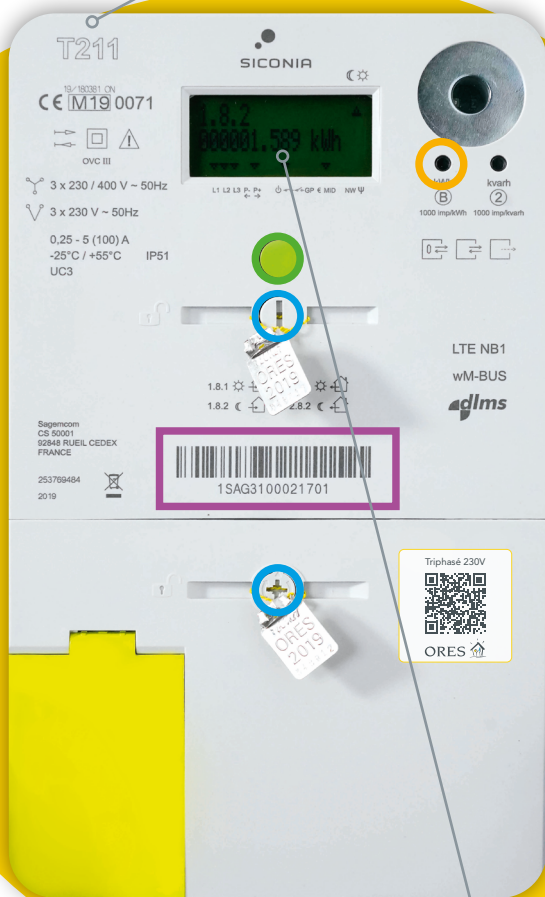 T211
SICONIA
19/180381 ON
CE M19 0071
OVC III
3 x 230 / 400 V ~ 50Hz
3 x 230 V ~ 50Hz
0,25 - 5 (100) A
-25°C / +55°C IP51
UC3
1.8.2
000001.589 kWh
L1 L2 L3 P- P+ GP € MID NW
kvarh
B 2
1000 imp/kWh 1000 imp/kvarh
LTE NB1
wM-BUS
dlms
ORES
2019
1.8.1
1.8.2 2.8.2
Sagemcom
CS 50001
92848 RUEIL CEDEX
FRANCE
253769484
2019
1SAG3100021701
Triphasé 230V
ORES
ORES
2019